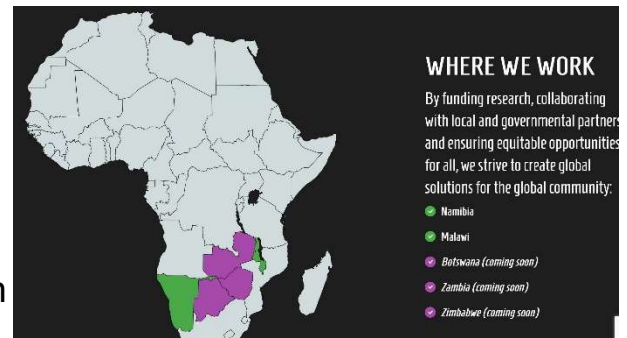 WHERE WE WORK
By funding research, collaborating
with local and governmental partners
and ensuring equitable opportunities
for all, we strive to create global
solutions for the global community:
Namibia
Malawi
Botswana (coming soon)
Zambia (coming soon)
Zimbabwe (coming soon)